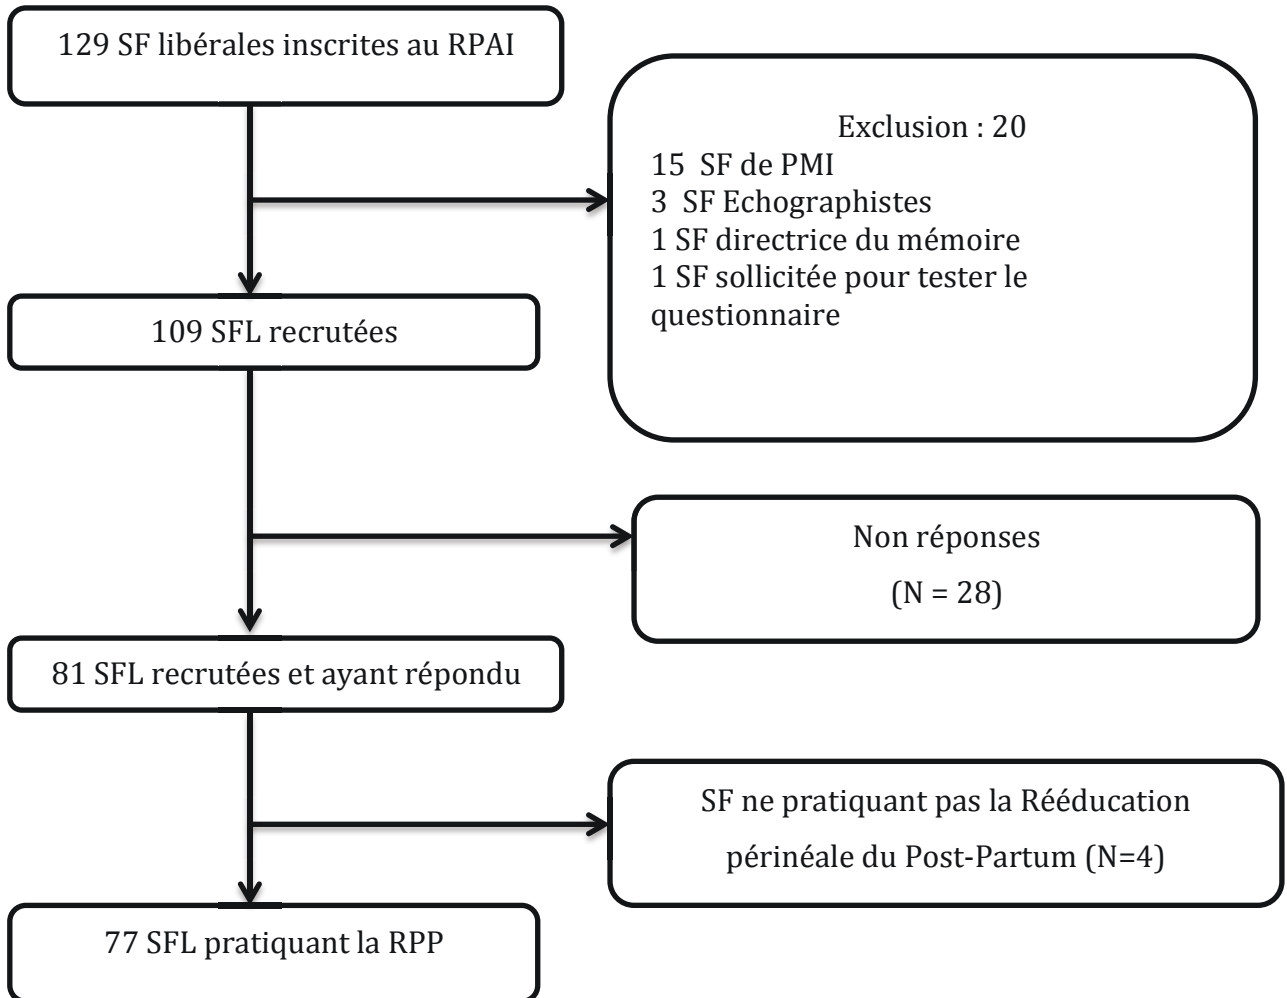 129 SF libérales inscrites au RPAI
Exclusion : 20
15 SF de PMI
3 SF Echographistes
1 SF directrice du mémoire
1 SF sollicitée pour tester le
questionnaire
109 SFL recrutées
Non réponses
(N = 28)
81 SFL recrutées et ayant répondu
SF ne pratiquant pas la Rééducation
périnéale du Post-Partum (N=4)
77 SFL pratiquant la RPP